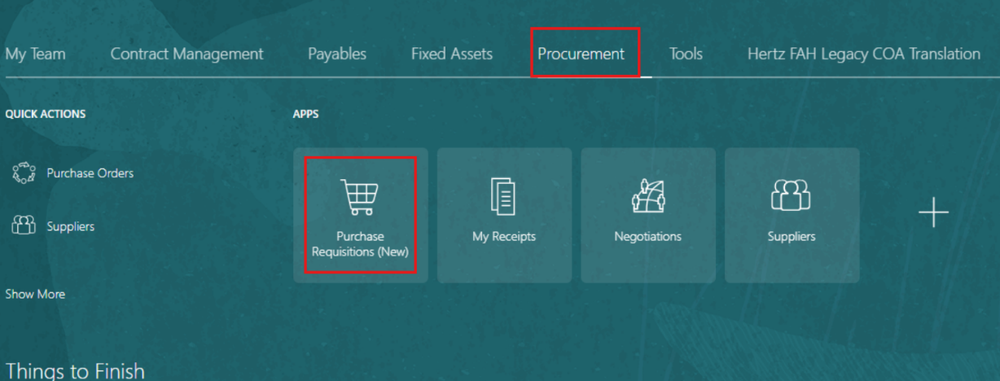 My Team Contract Management Payables Fixed Assets Procurement Tools Hertz FAH Legacy COA Translation
QUICK ACTIONS
Purchase Orders
Suppliers
Show More
APPS
Purchase
Requisitions (New)
My Receipts
Negotiations
Suppliers
Things to Finish